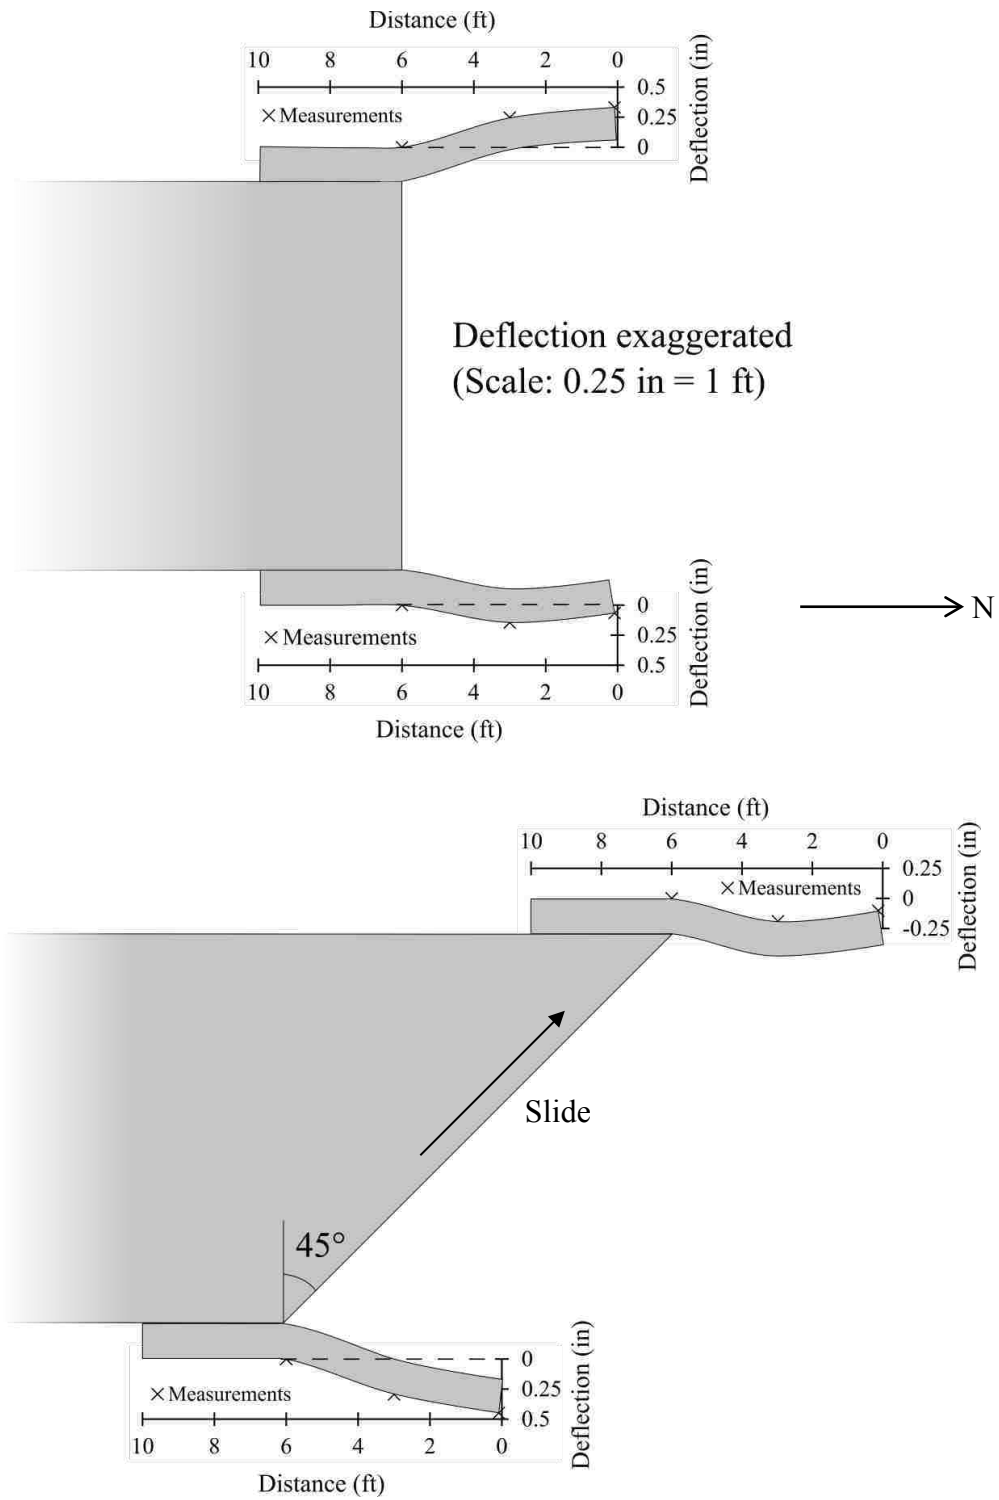 Distance (ft)
10 8 6 4 2 0
0.5
× Measurements
0.25
0
Deflection (in)
Deflection exaggerated
(Scale: 0.25 in = 1 ft)
0
0.25
0.5
Deflection (in)
× Measurements
10 8 6 4 2 0
Distance (ft)
N
Distance (ft)
10 8 6 4 2 0
0.25
× Measurements
0
-0.25
Deflection (in)
Slide
45°
0
0.25
0.5
Deflection (in)
× Measurements
10 8 6 4 2 0
Distance (ft)